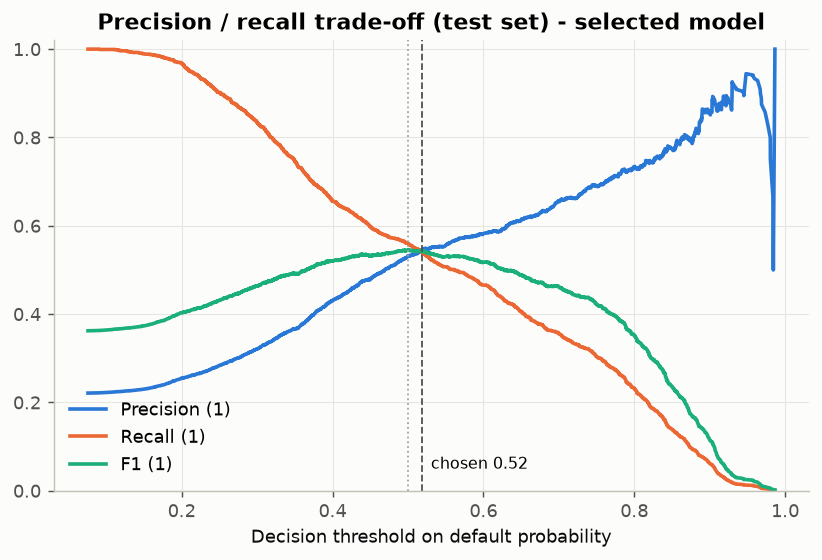 Precision / recall trade-off (test set) - selected model
1.0
0.8
0.6
0.4
0.2
0.0
Precision (1)
Recall (1)
F1 (1)
chosen 0.52
0.2 0.4 0.6 0.8 1.0
Decision threshold on default probability